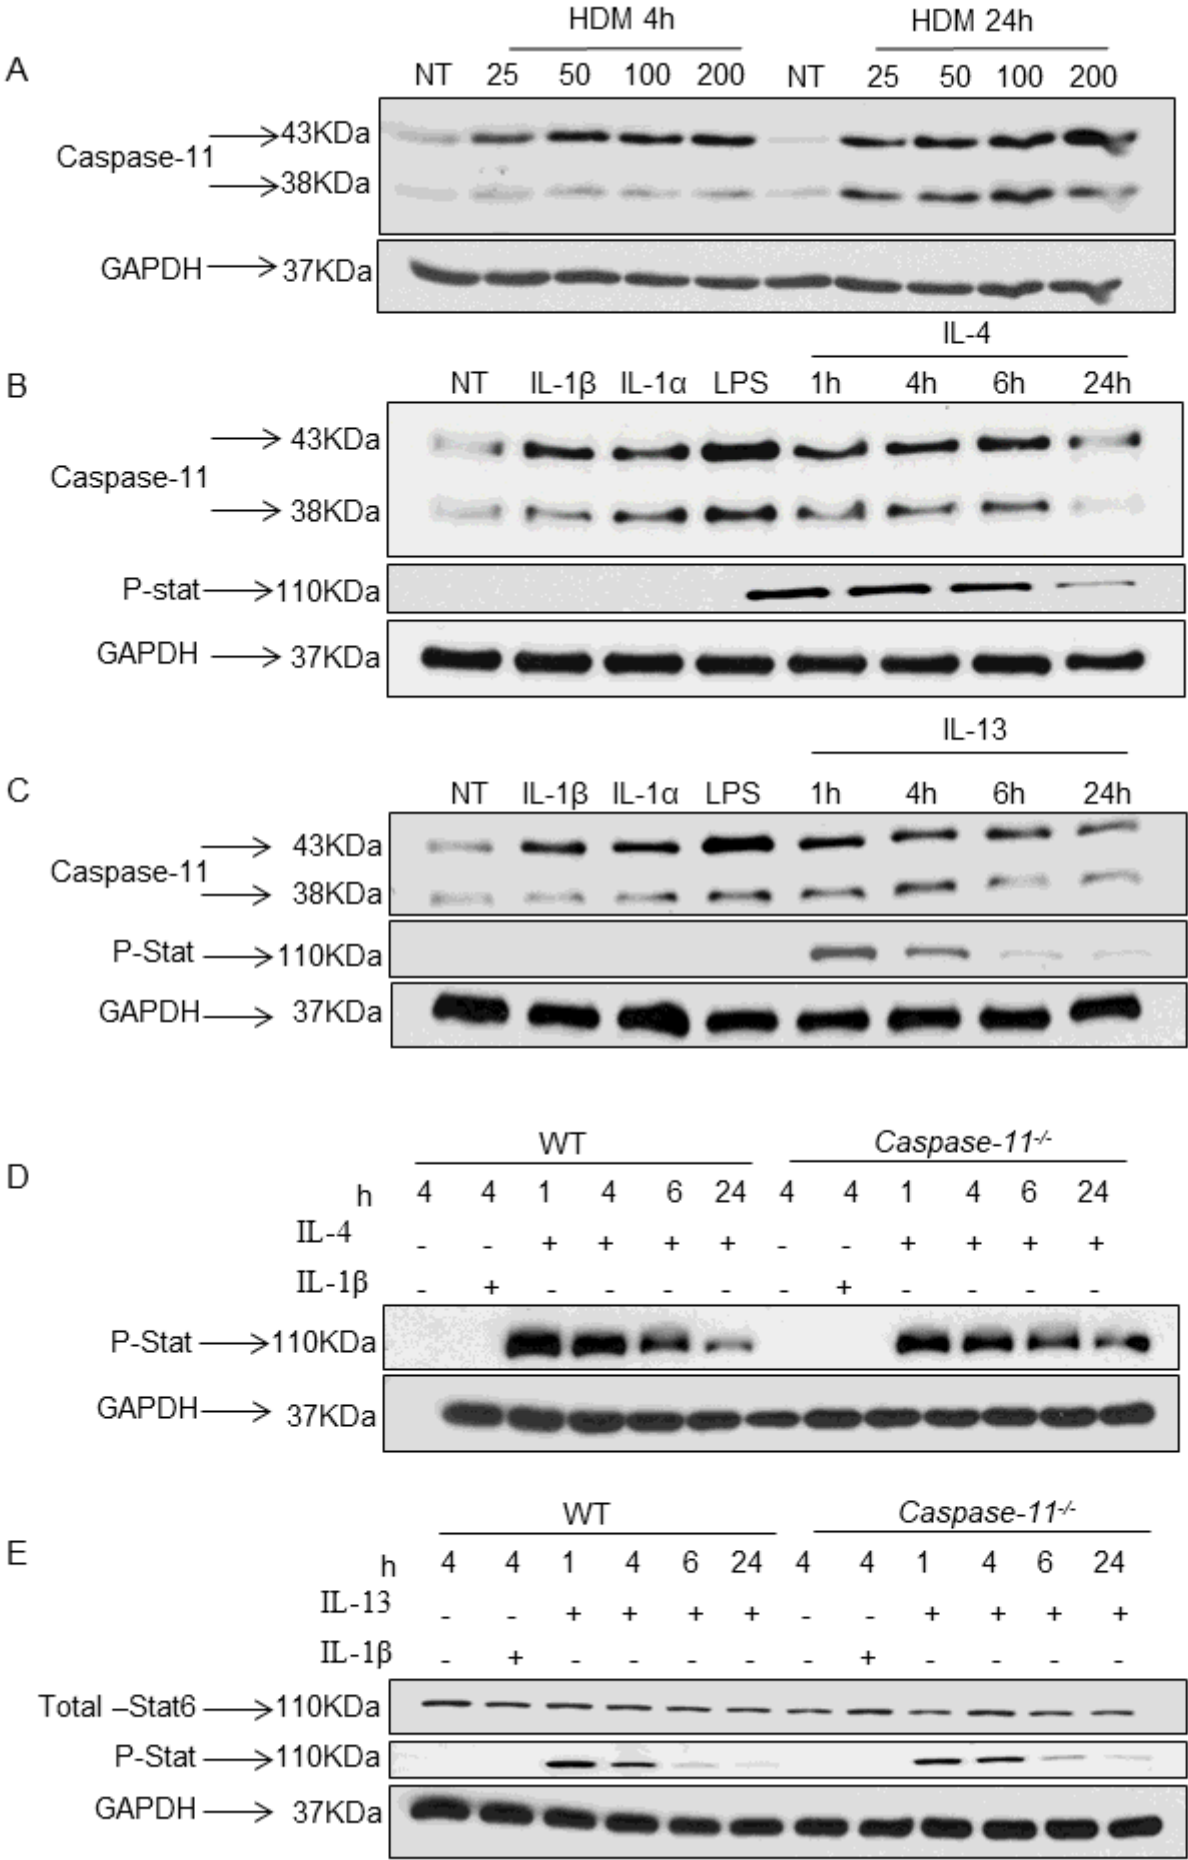 HDM 4h HDM 24h
A NT 25 50 100 200 NT 25 50 100 200
43KDa
Caspase-11
38KDa
GAPDH 37KDa
IL-4
B NT IL-1β IL-1α LPS 1h 4h 6h 24h
43KDa
Caspase-11
38KDa
P-stat 110KDa
GAPDH 37KDa
IL-13
C NT IL-1β IL-1α LPS 1h 4h 6h 24h
43KDa
Caspase-11
38KDa
P-Stat 110KDa
GAPDH 37KDa
WT Caspase-11-/-
D h 4 4 1 4 6 24 4 4 1 4 6 24
IL-4 - - + + + + - - + + + +
IL-1β - + - - - - - + - - - -
P-Stat 110KDa
GAPDH 37KDa
WT Caspase-11-/-
E h 4 4 1 4 6 24 4 4 1 4 6 24
IL-13 - - + + + + - - + + + +
IL-1β - + - - - - - + - - - -
Total –Stat6 110KDa
P-Stat 110KDa
GAPDH 37KDa